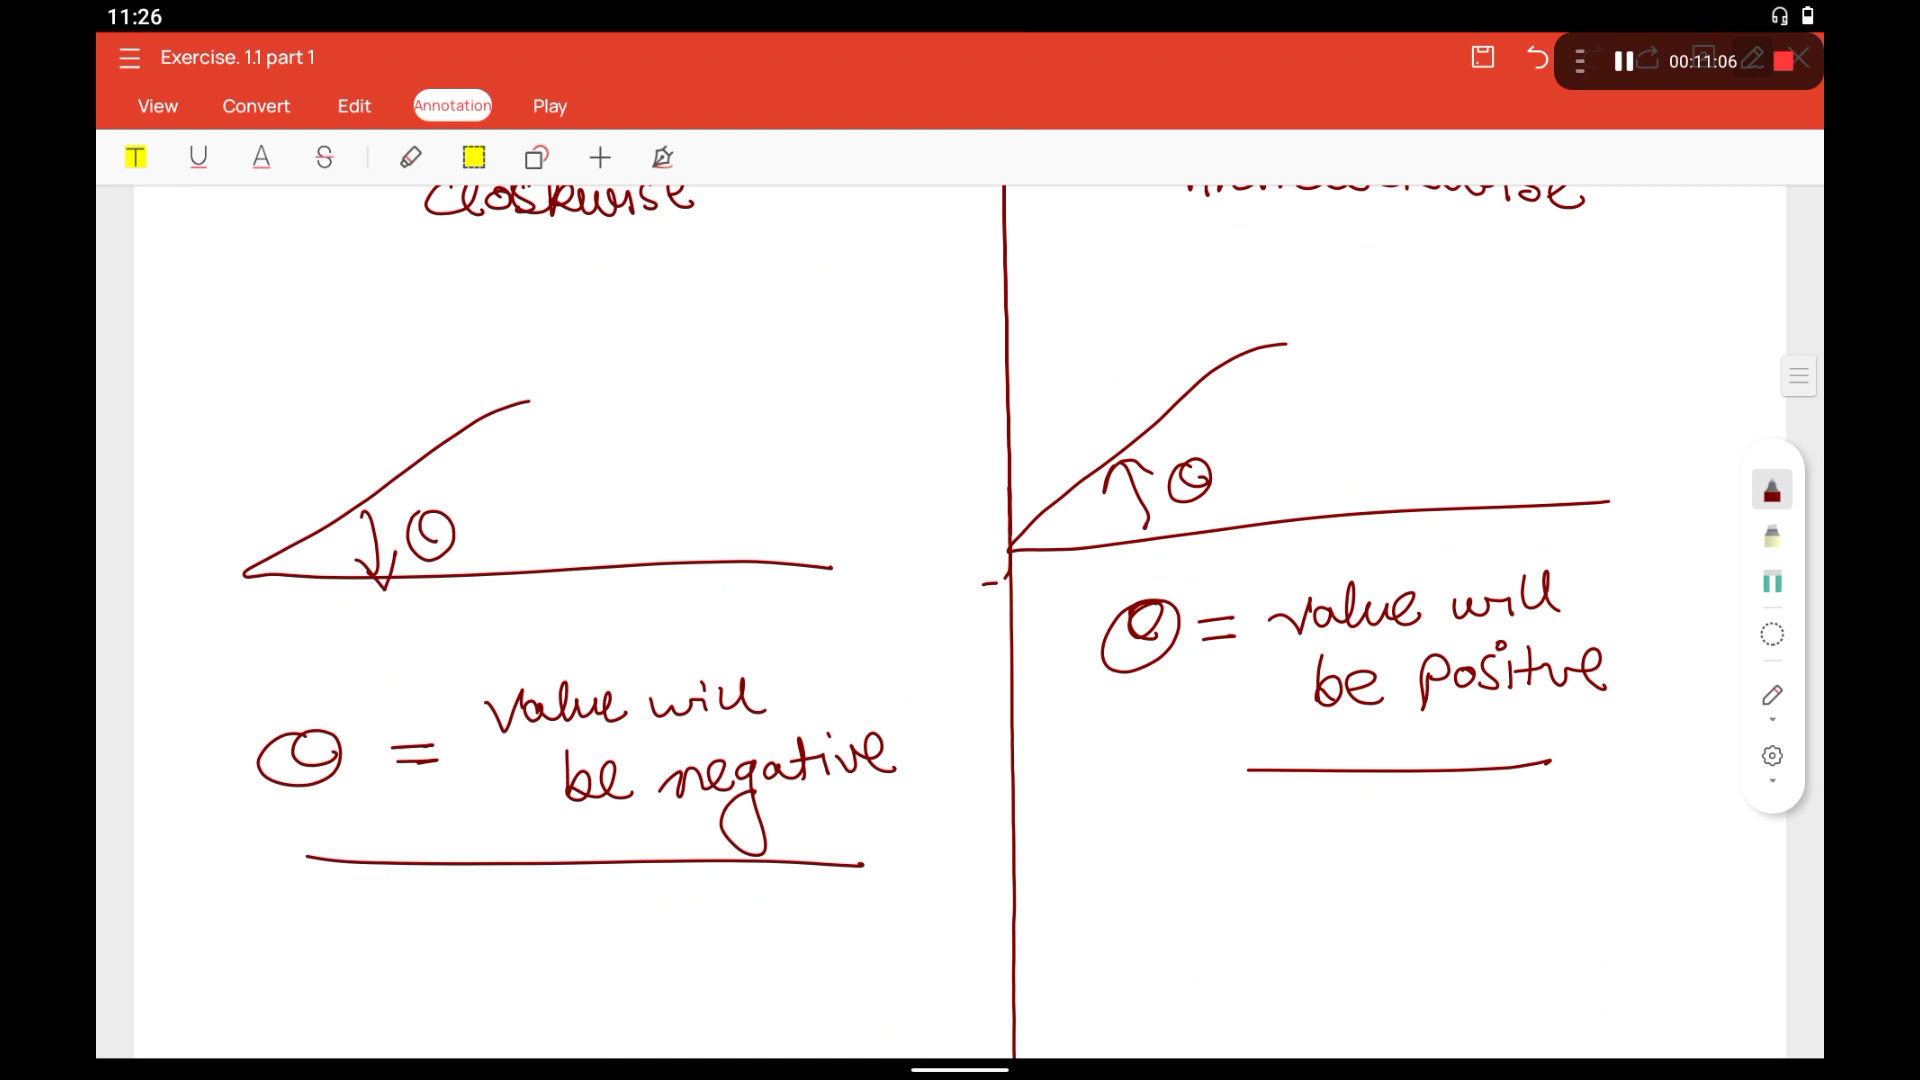 11:26
Exercise. 1.1 part 1
00:11:06
View Convert Edit Annotation Play
T U A S
Closkwise
θ
θ = value will
be negative
θ
θ = value will
be positive